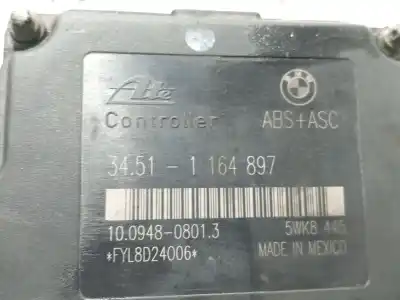 Ate
BMW
Controller ABS+ASC
34.51- 1 164 897
10.0948-0801.3 5WK8 445
*FYL8D24006* MADE IN MEXICO